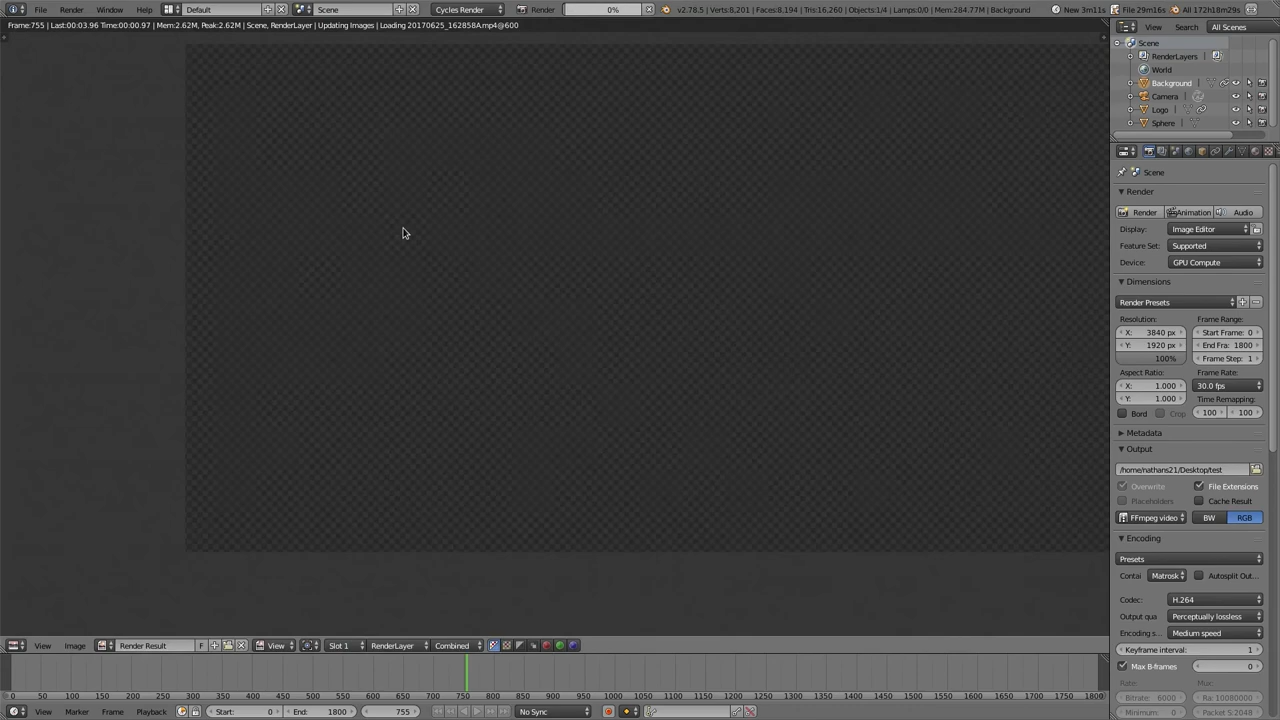 File Render Window Help Default Scene Cycles Render Render 0% v2.78.5 | Verts:8,201 | Faces:8,194 | Tris:16,260 | Objects:1/4 | Lamps:0/0 | Mem:284.77M | Background New 3m11s File 29m16s All 172h18m29s
Frame:755 | Last:00:03.96 Time:00:00.97 | Mem:2.62M, Peak:2.62M | Scene, RenderLayer | Updating Images | Loading 20170625_162858A.mp4@600
View Search All Scenes
Scene
RenderLayers
World
Background
Camera
Logo
Sphere
Scene
Render
Render Animation Audio
Display: Image Editor
Feature Set: Supported
Device: GPU Compute
Dimensions
Render Presets
Resolution: Frame Range:
X: 3840 px Start Frame: 0
Y: 1920 px End Fra: 1800
100% Frame Step: 1
Aspect Ratio: Frame Rate:
X: 1.000 30.0 fps
Y: 1.000 Time Remapping:
Bord Crop 100 100
Metadata
Output
/home/nathans21/Desktop/test
Overwrite File Extensions
Placeholders Cache Result
FFmpeg video BW RGB
Encoding
Presets
Contai Matrosk Autosplit Out...
Codec: H.264
Output qua Perceptually lossless
Encoding s... Medium speed
Keyframe interval: 1
Max B-frames 0
Rate: Mux:
Bitrate: 6000 Ra: 10080000
Minimum: 0 Packet S:2048
View Image Render Result F View Slot 1 RenderLayer Combined
0 50 100 150 200 250 300 350 400 450 500 550 600 650 700 750 800 850 900 950 1000 1050 1100 1150 1200 1250 1300 1350 1400 1450 1500 1550 1600 1650 1700 1750 1800
View Marker Frame Playback Start: 0 End: 1800 755 No Sync